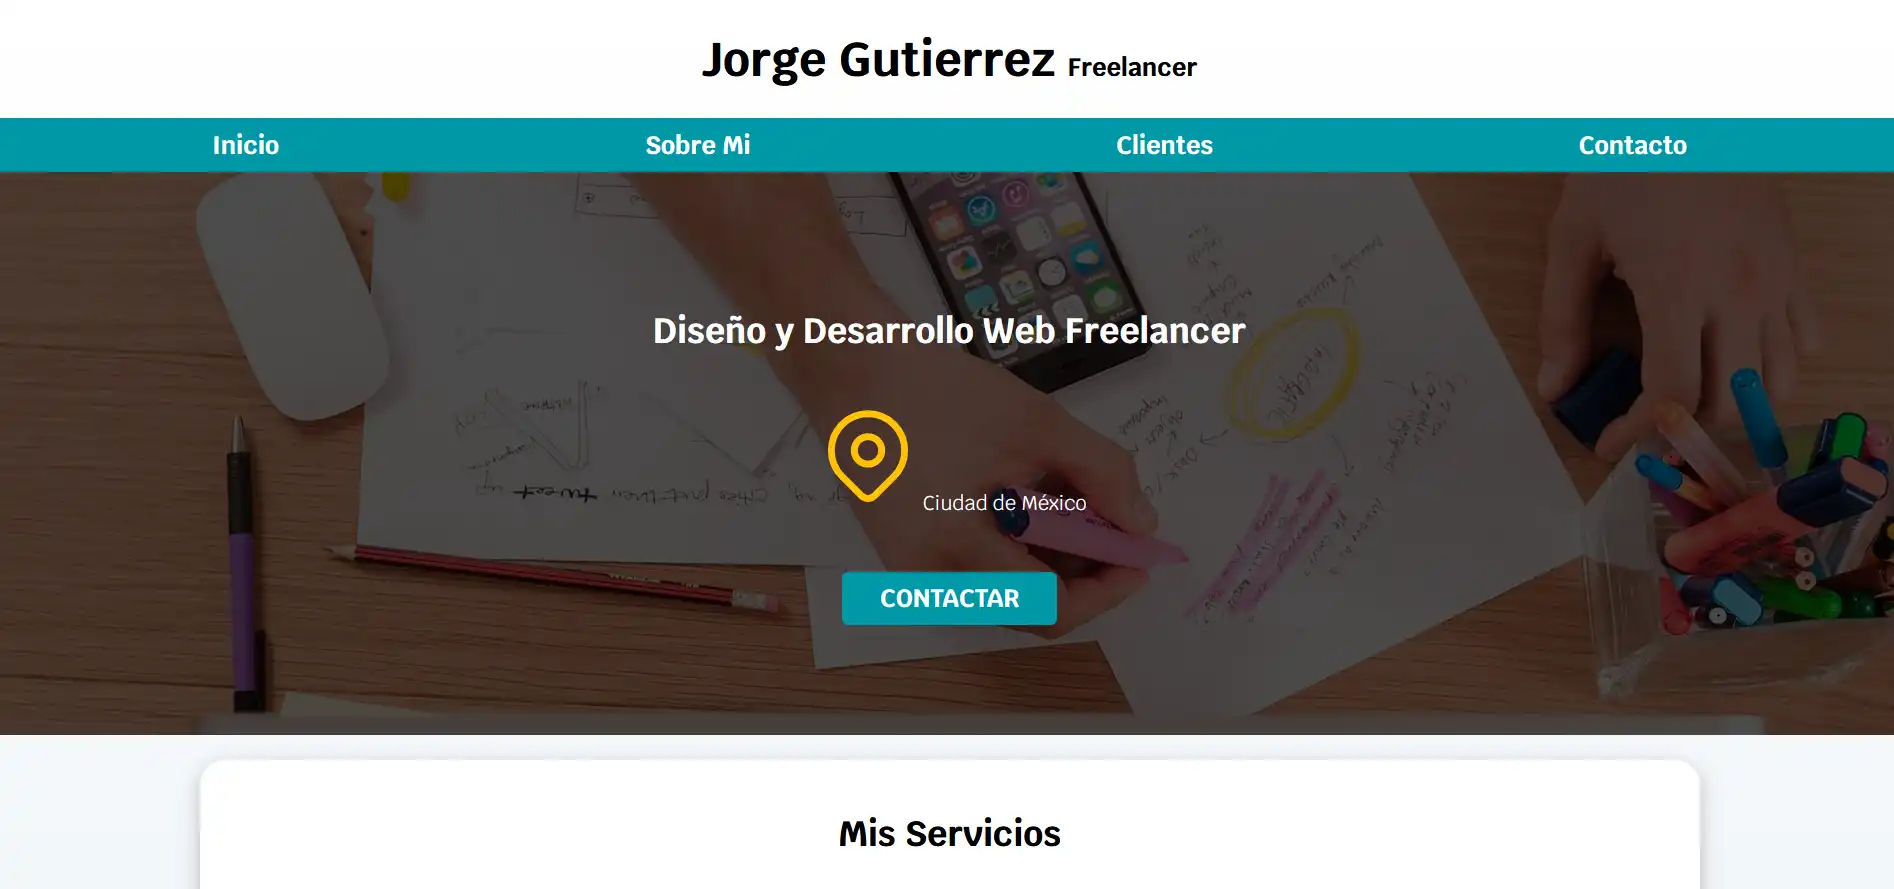 Jorge Gutierrez Freelancer
Inicio Sobre Mi Clientes Contacto
Diseño y Desarrollo Web Freelancer
Ciudad de México
CONTACTAR
Mis Servicios